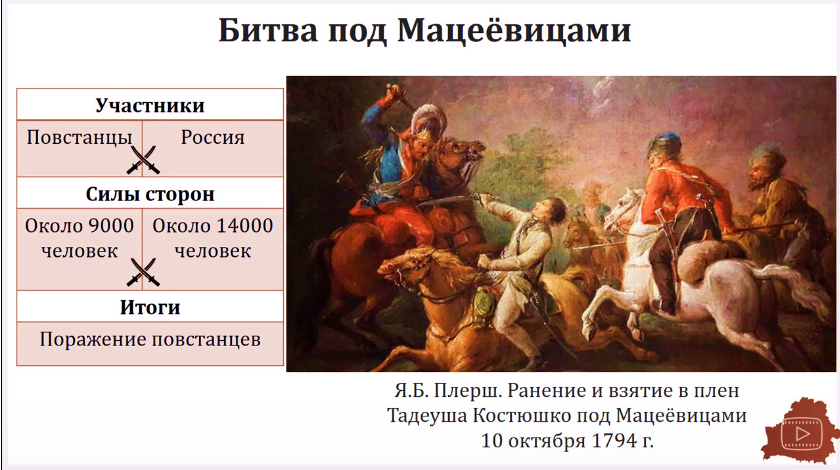 Битва под Мацеёвицами
Участники
Повстанцы
Россия
Силы сторон
Около 9000
человек
Около 14000
человек
Итоги
Поражение повстанцев
Я.Б. Плерш. Ранение и взятие в плен
Тадеуша Костюшко под Мацеёвицами
10 октября 1794 г.